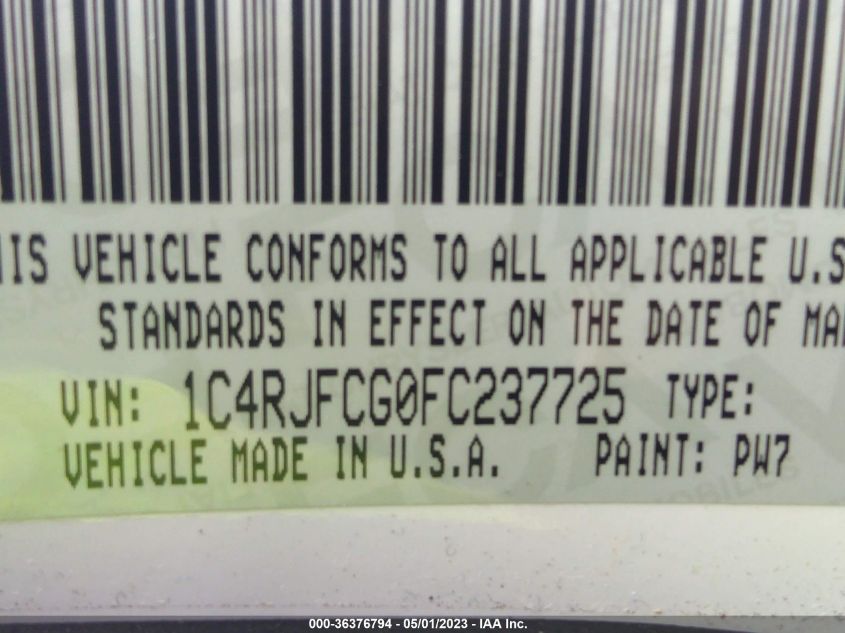 IS VEHICLE CONFORMS TO ALL APPLICABLE U.S
STANDARDS IN EFFECT ON THE DATE OF MA
VIN: 1C4RJFCG0FC237725 TYPE:
VEHICLE MADE IN U.S.A. PAINT: PW7
000-36376794 - 05/01/2023 - IAA Inc.